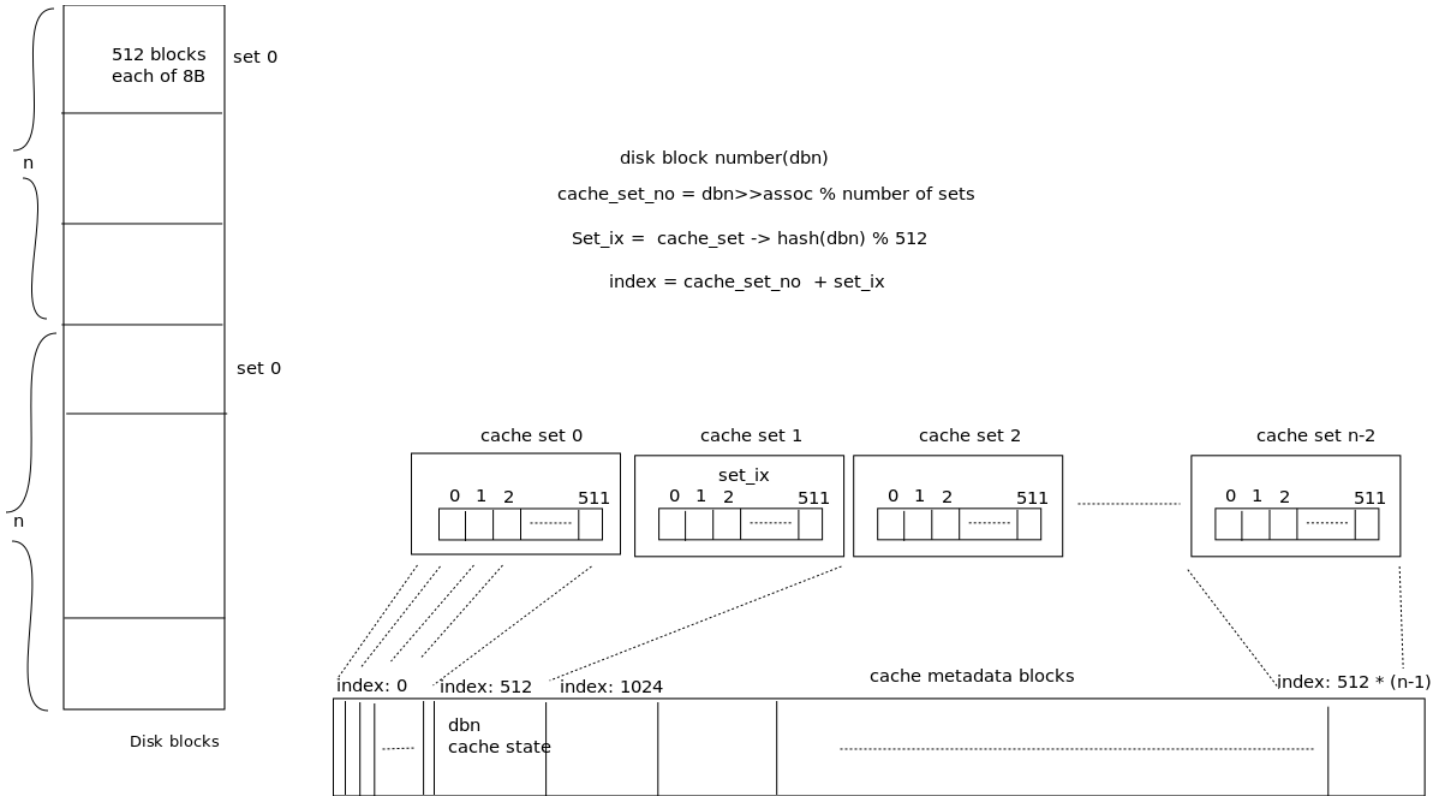 512 blocks
each of 8B
set 0
n
disk block number(dbn)
cache_set_no = dbn>>assoc % number of sets
Set_ix =  cache_set -> hash(dbn) % 512
index = cache_set_no  + set_ix
set 0
n
Disk blocks
cache set 0
cache set 1
cache set 2
cache set n-2
0 1 2 511
set_ix
0 1 2 511
0 1 2 511
0 1 2 511
cache metadata blocks
index: 0
index: 512
index: 1024
index: 512 * (n-1)
dbn
cache state